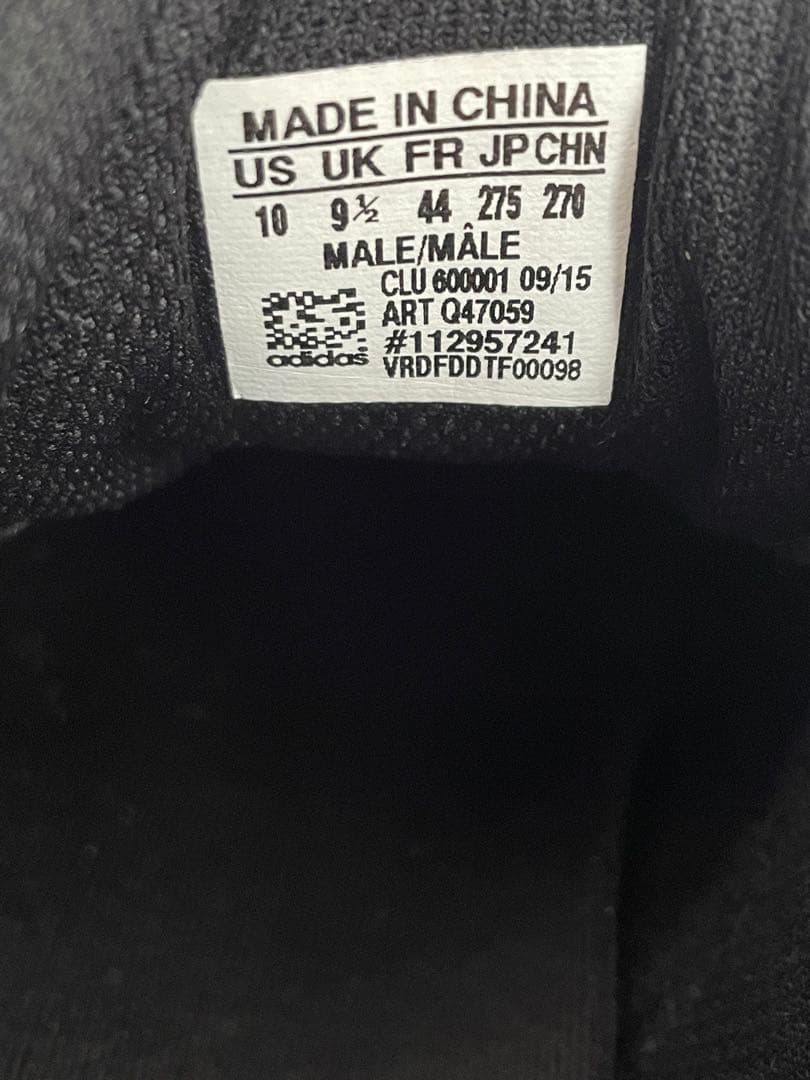 MADE IN CHINA
US UK FR JP CHN
10 9½ 44 275 270
MALE/MÂLE
CLU 600001 09/15
ART Q47059
#112957241
adidas VRDFDDTF00098